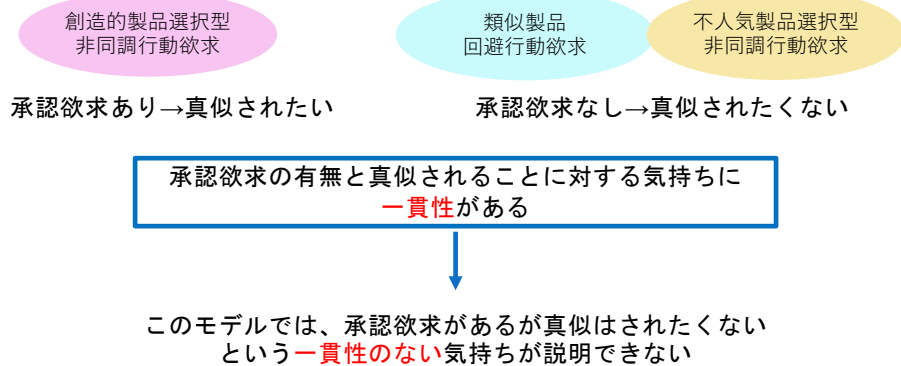 創造的製品選択型
非同調行動欲求
類似製品
回避行動欲求
不人気製品選択型
非同調行動欲求
承認欲求あり→真似されたい
承認欲求なし→真似されたくない
承認欲求の有無と真似されることに対する気持ちに
一貫性がある
このモデルでは、承認欲求があるが真似はされたくない
という一貫性のない気持ちが説明できない